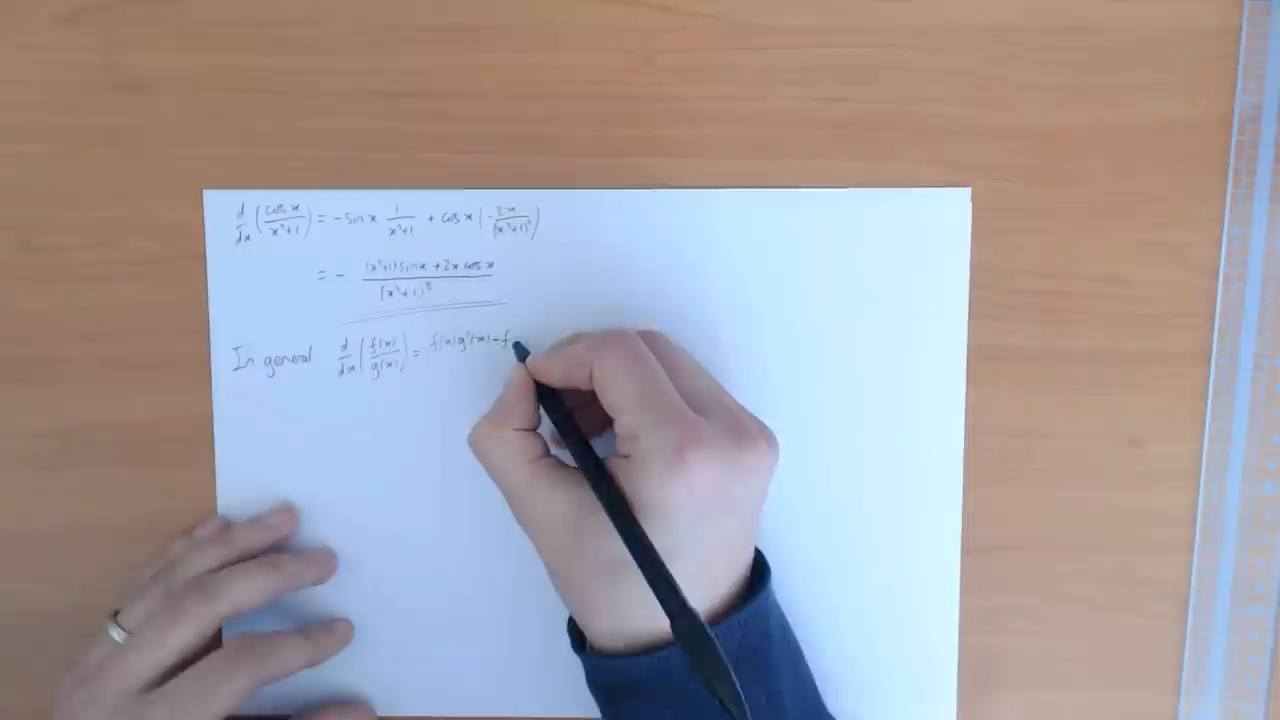 d/dx (cos x / x²+1) = -sin x 1/x²+1 + cos x (-2x/(x²+1)²)
= - (x²+1) sin x + 2x cos x / (x²+1)²
In general d/dx (f(x)/g(x)) = f(x)g'(x) - f